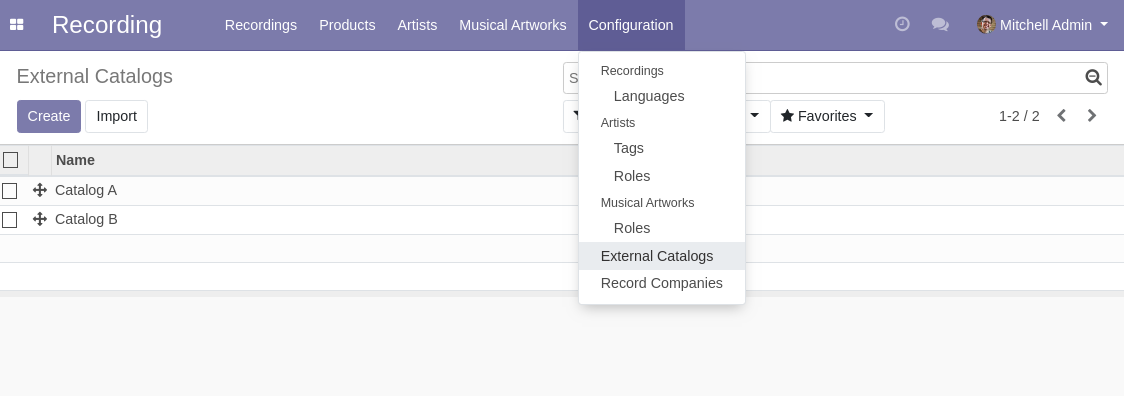 Recording
Recordings
Products
Artists
Musical Artworks
Configuration
Mitchell Admin
External Catalogs
S
Create
Import
Favorites
1-2 / 2
Name
Catalog A
Catalog B
Recordings
Languages
Artists
Tags
Roles
Musical Artworks
Roles
External Catalogs
Record Companies